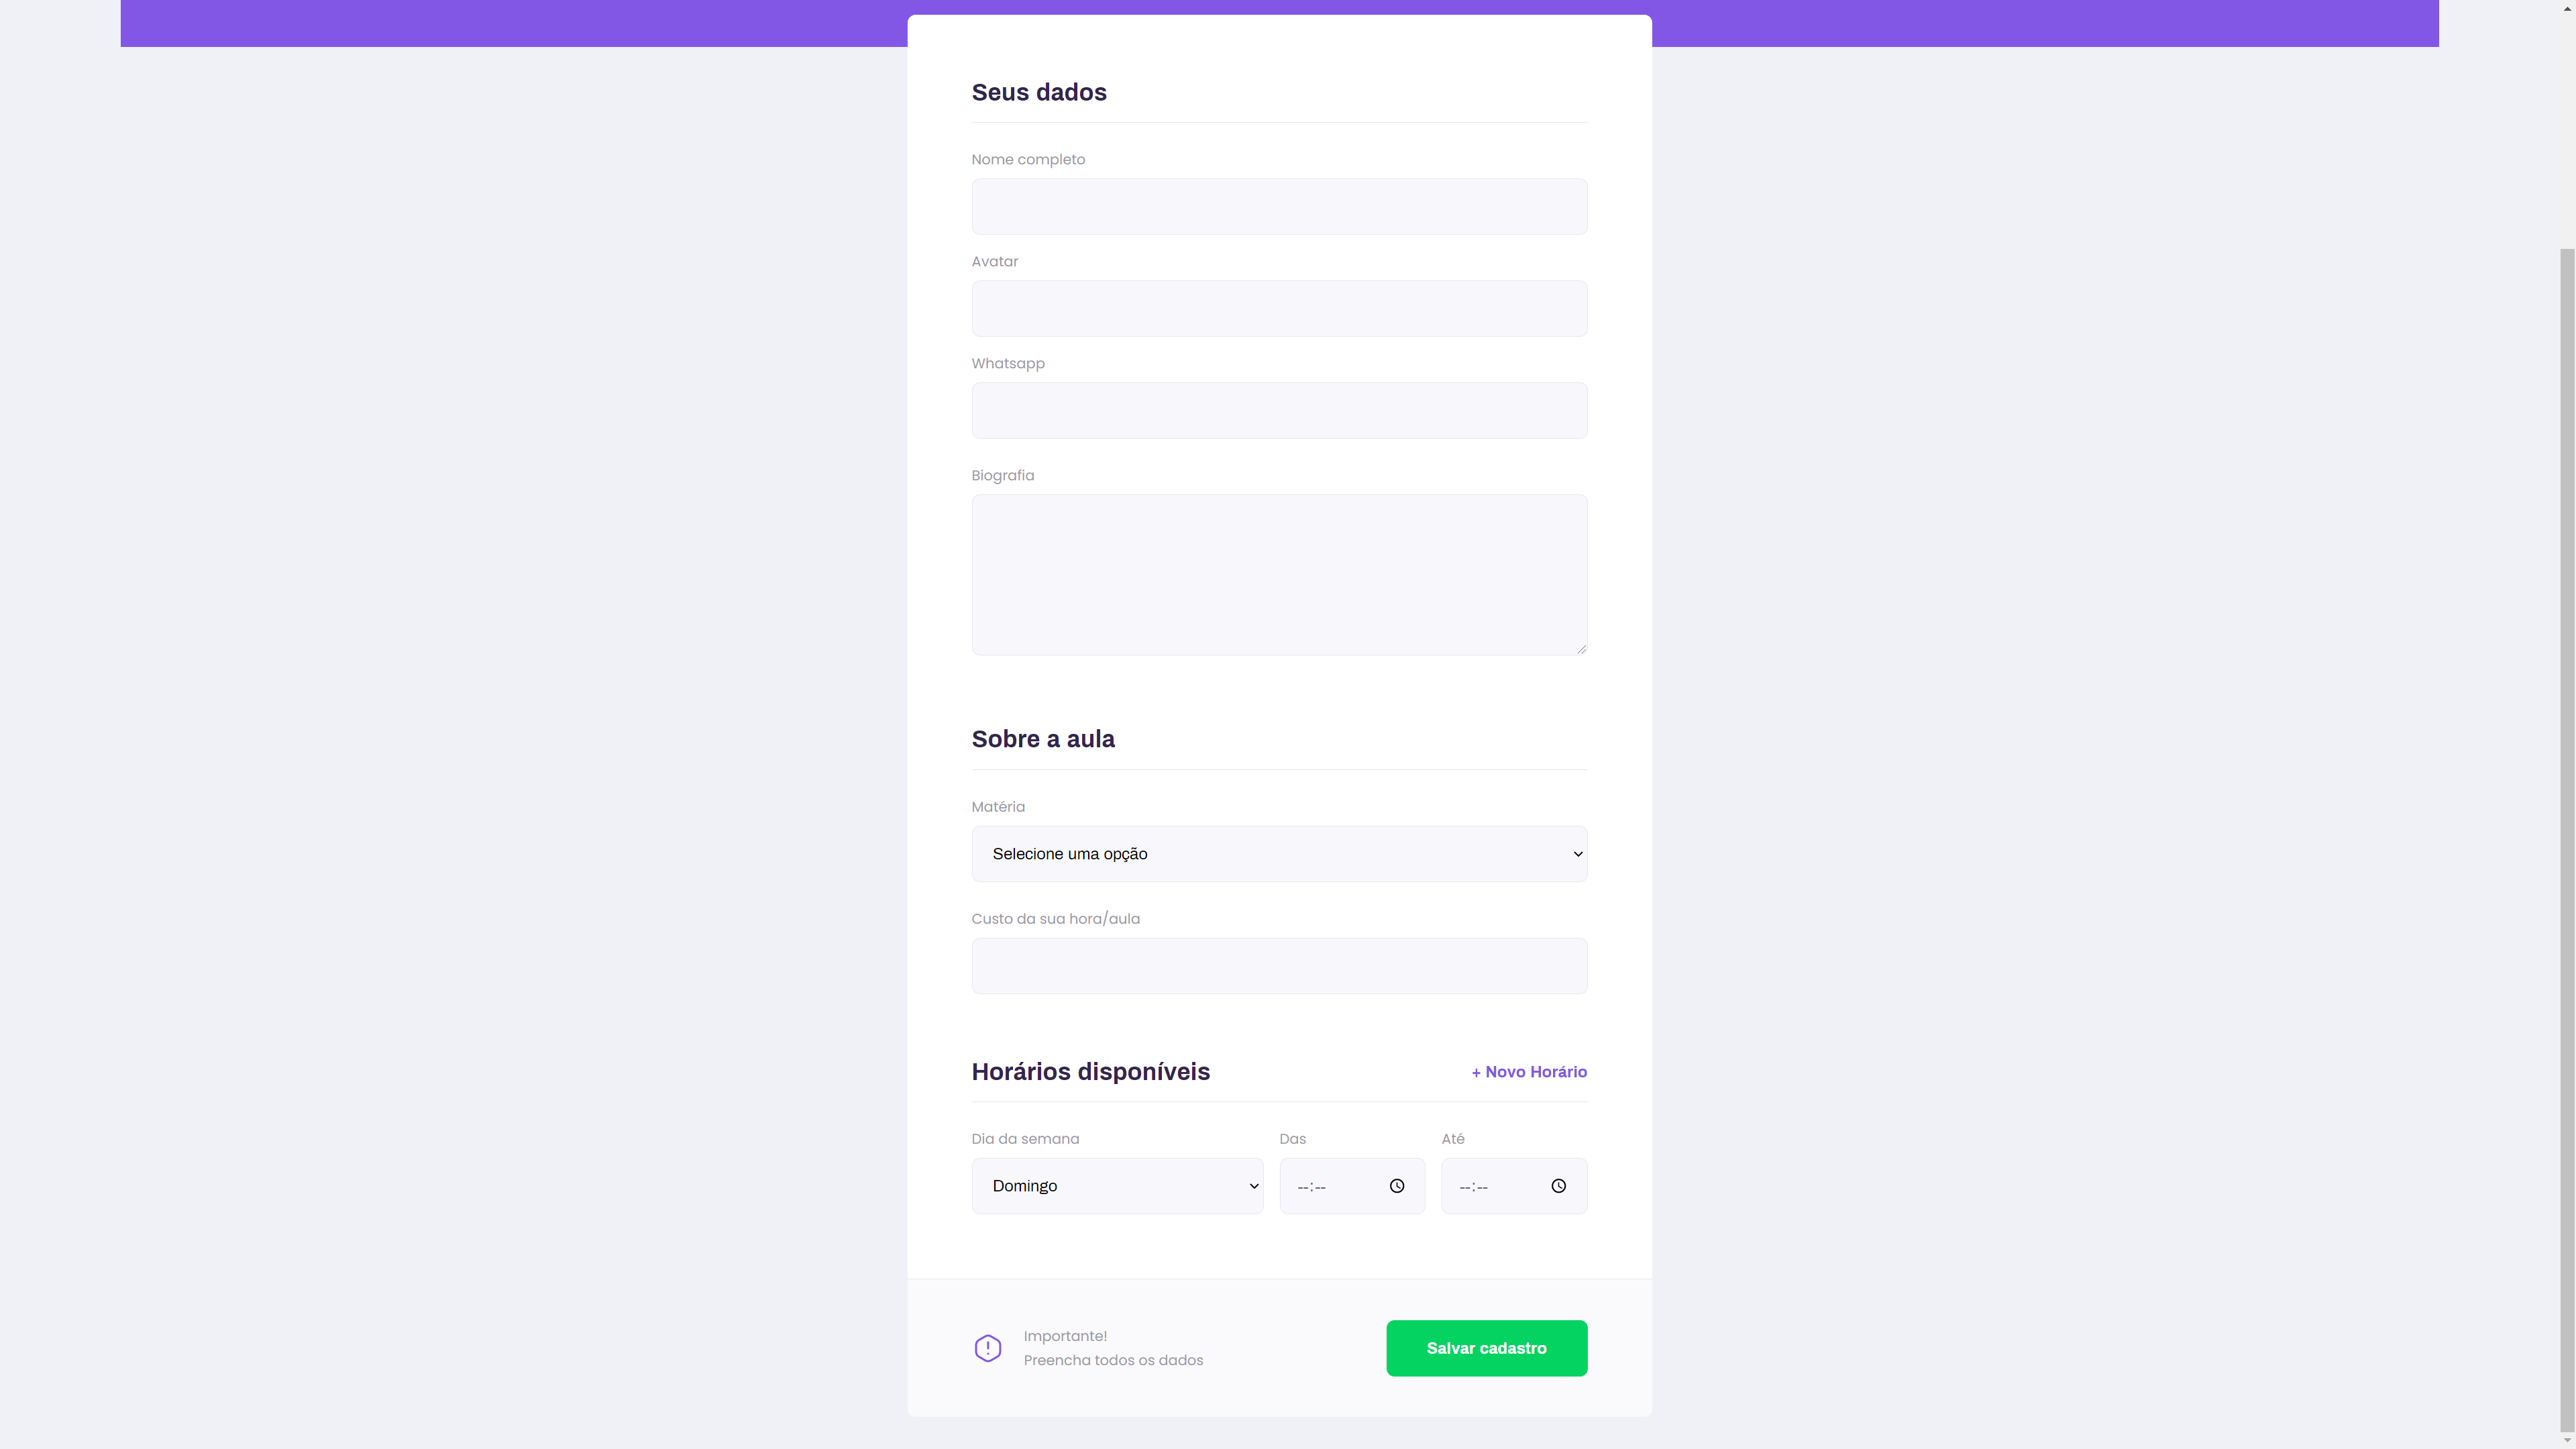 Seus dados
Nome completo
Avatar
Whatsapp
Biografia
Sobre a aula
Matéria
Selecione uma opção
Custo da sua hora/aula
Horários disponíveis + Novo Horário
Dia da semana Das Até
Domingo --:-- --:--
Importante!
Preencha todos os dados
Salvar cadastro